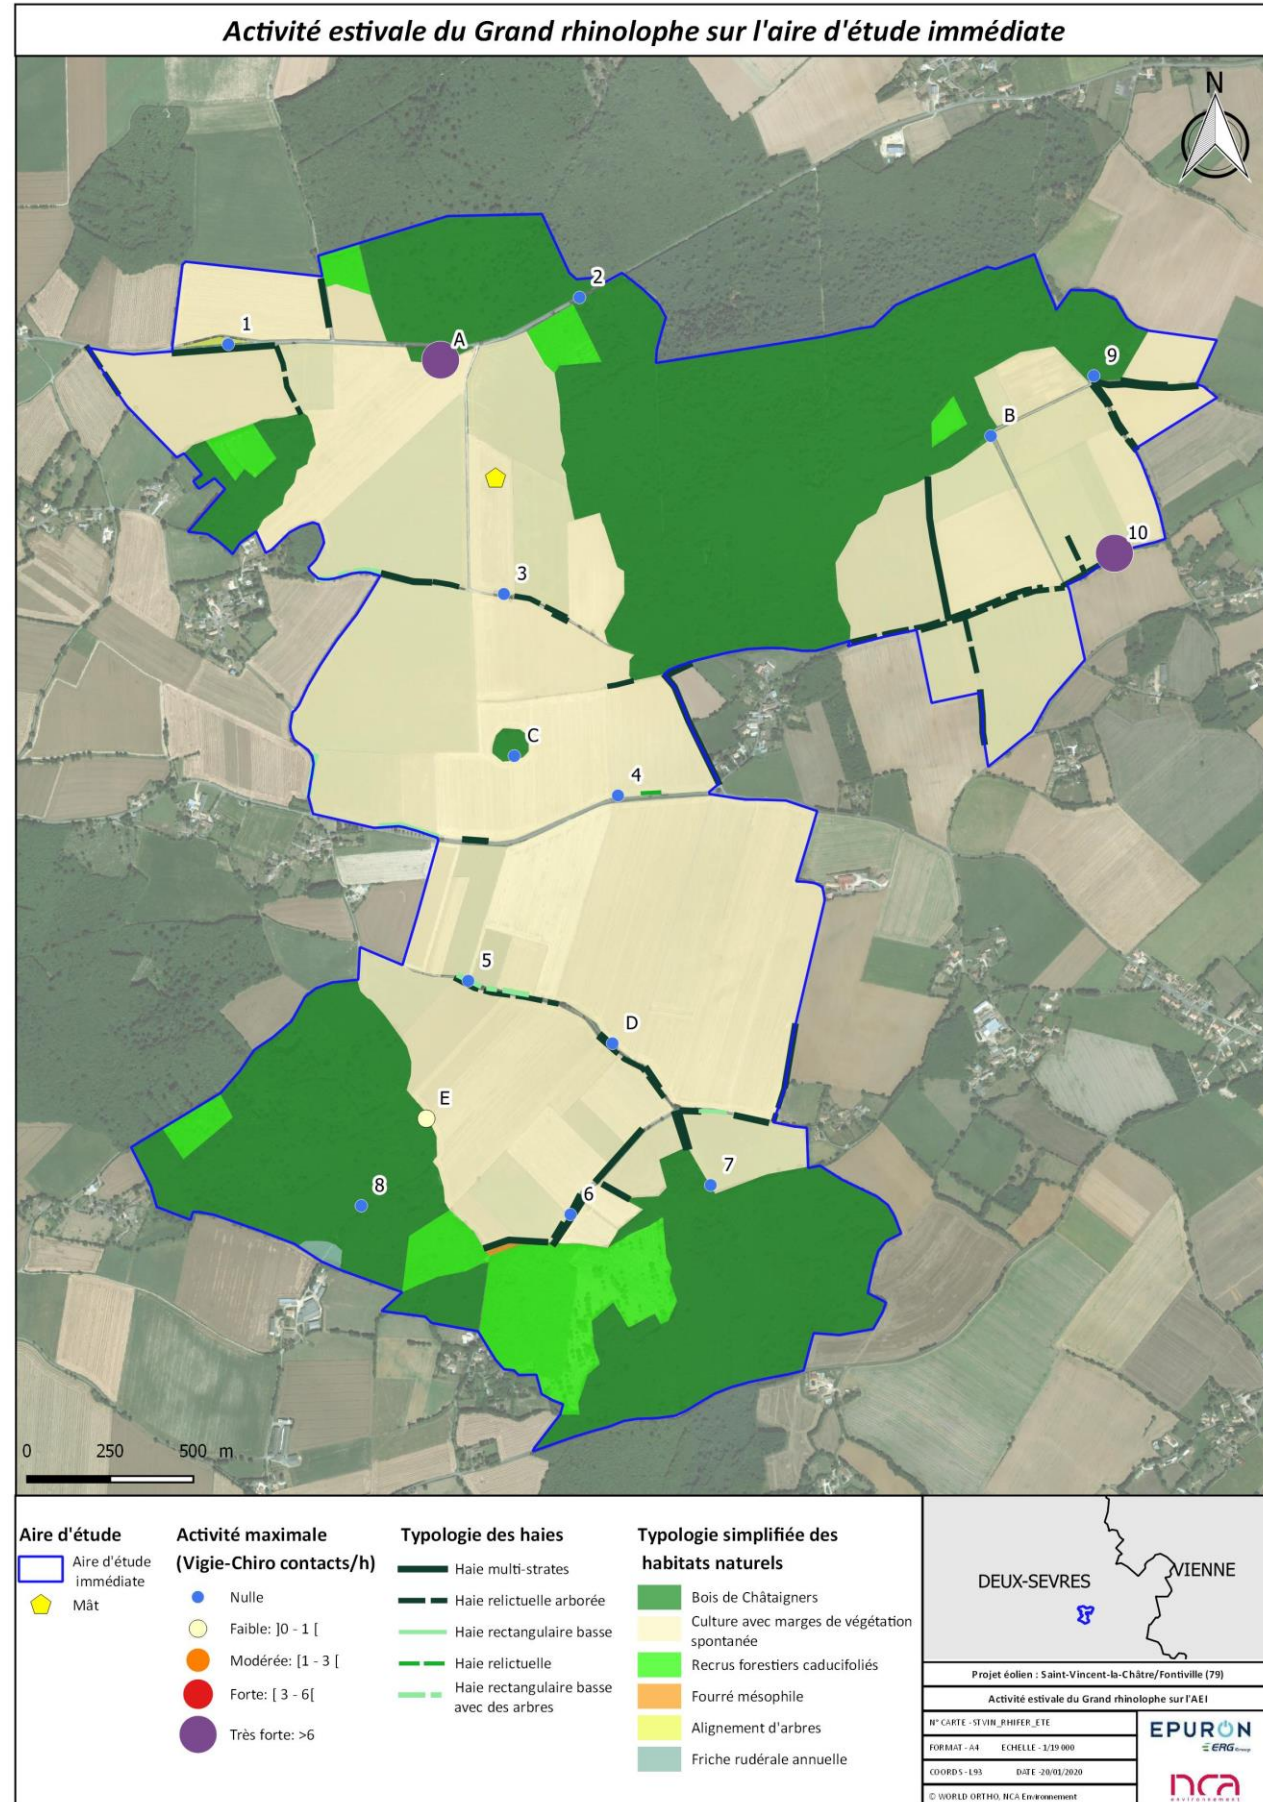 Activité estivale du Grand rhinolophe sur l'aire d'étude immédiate
N
2
1
A
9
B
10
3
C
4
5
D
E
7
8
6
0 250 500 m
Aire d'étude
Aire d'étude
immédiate
Mât
Activité maximale
(Vigie-Chiro contacts/h)
Nulle
Faible: ]0 - 1 [
Modérée: [1 - 3 [
Forte: [ 3 - 6[
Très forte: >6
Typologie des haies
Haie multi-strates
Haie relictuelle arborée
Haie rectangulaire basse
Haie relictuelle
Haie rectangulaire basse
avec des arbres
Typologie simplifiée des
habitats naturels
Bois de Châtaigners
Culture avec marges de végétation
spontanée
Recrus forestiers caducifoliés
Fourré mésophile
Alignement d'arbres
Friche rudérale annuelle
DEUX-SEVRES
VIENNE
Projet éolien : Saint-Vincent-la-Châtre/Fontiville (79)
Activité estivale du Grand rhinolophe sur l'AEI
N° CARTE - STVIN_RHIFER_ETE
FORMAT - A4 ECHELLE - 1/19 000
COORDS - L93 DATE -20/01/2020
© WORLD ORTHO, NCA Environnement
EPURON
ERG Group
nca
environnement